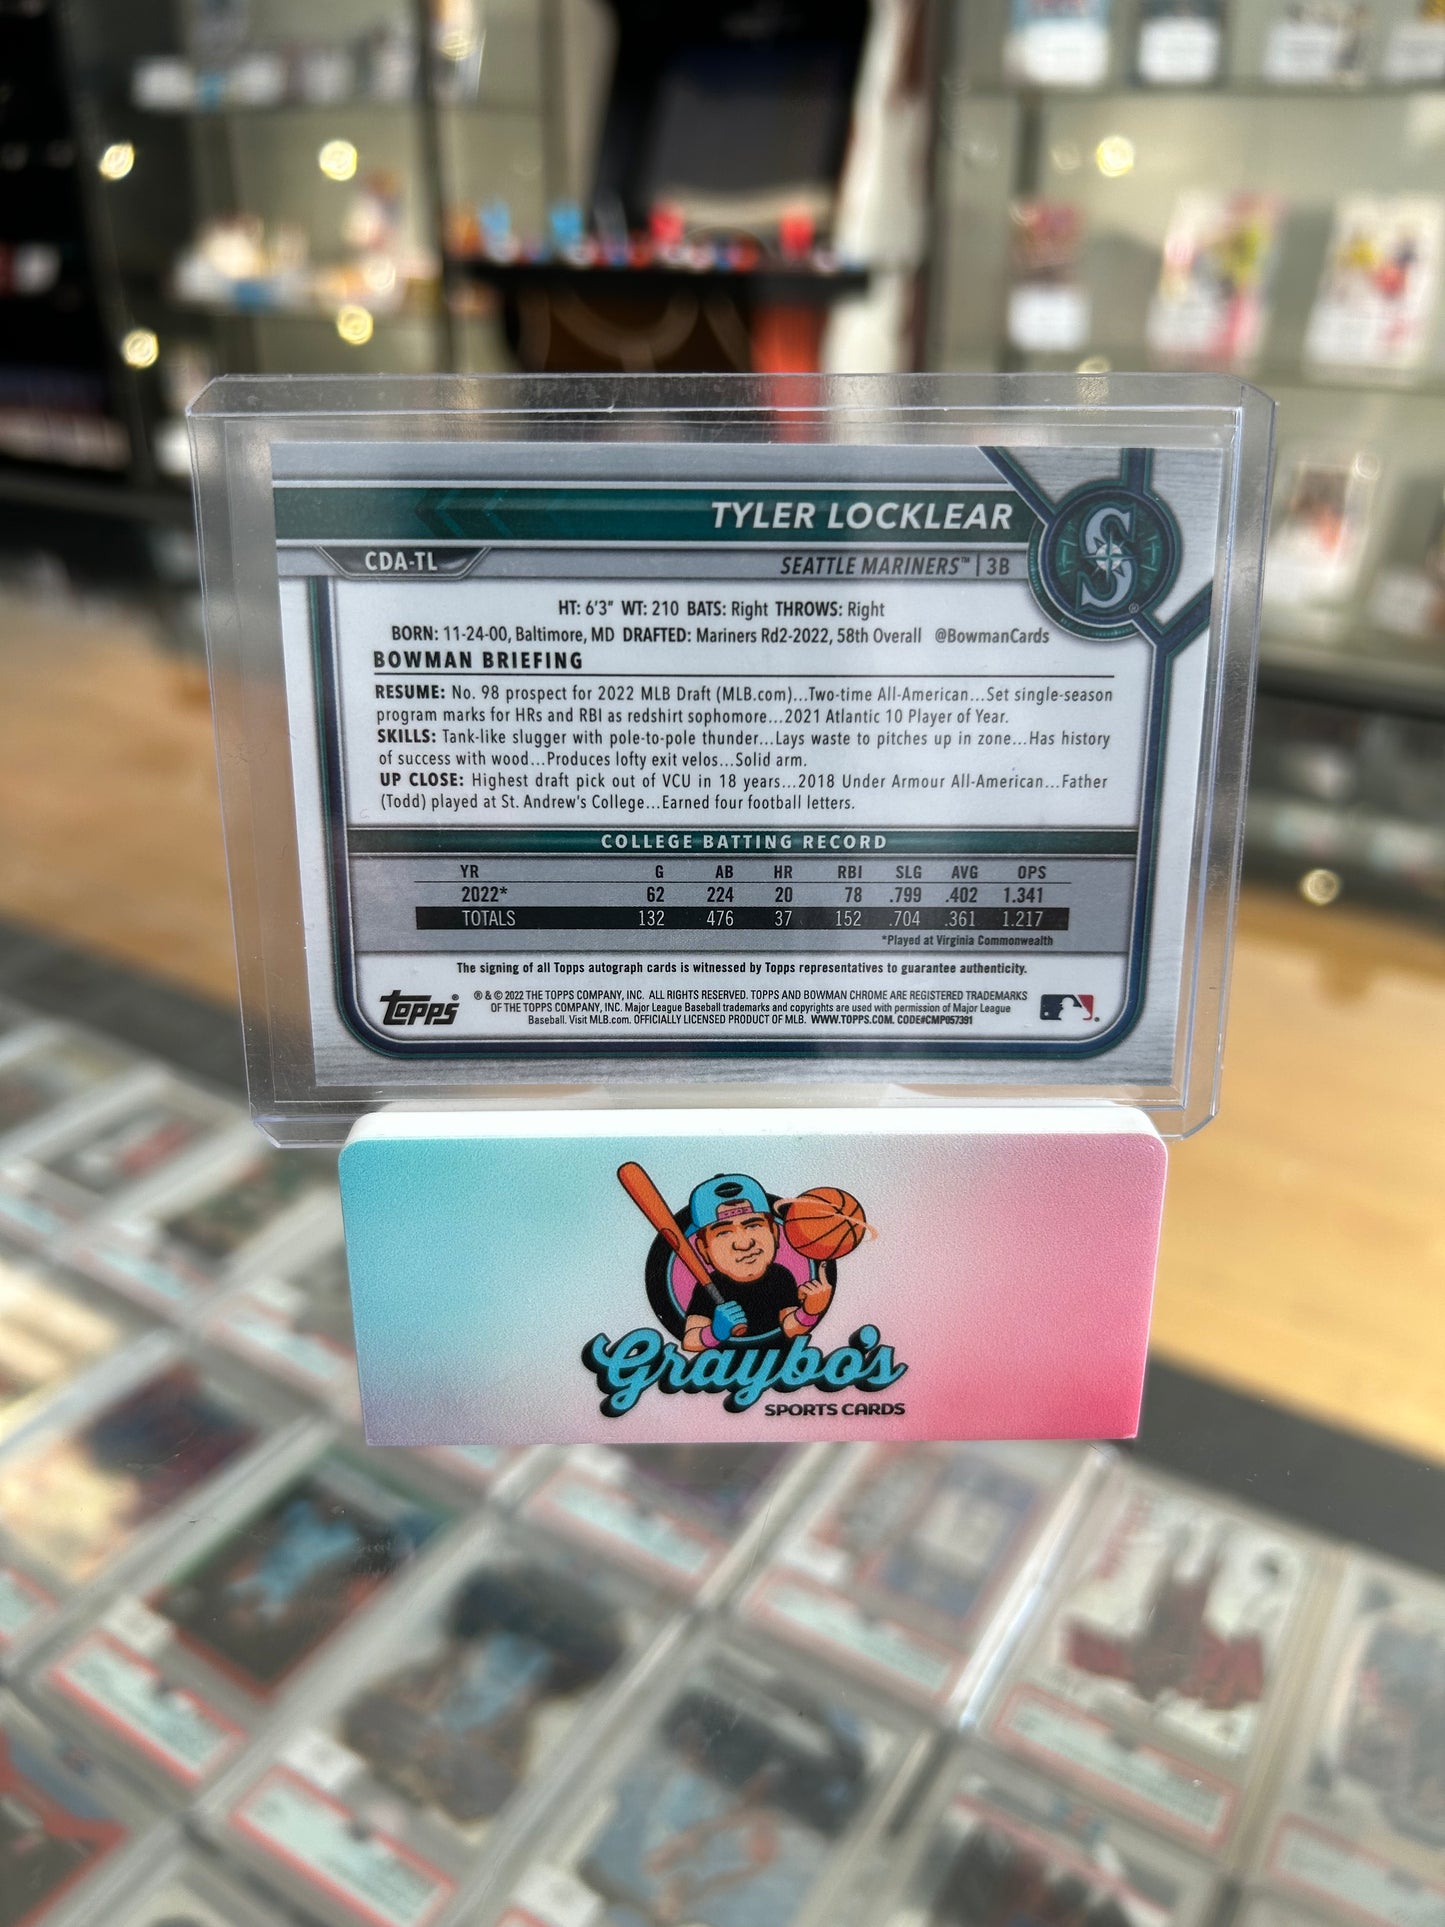 TYLER LOCKLEAR
CDA-TL
SEATTLE MARINERS™ | 3B
S
®
HT: 6'3" WT: 210 BATS: Right THROWS: Right
BORN: 11-24-00, Baltimore, MD DRAFTED: Mariners Rd2-2022, 58th Overall @BowmanCards
BOWMAN BRIEFING
RESUME: No. 98 prospect for 2022 MLB Draft (MLB.com)...Two-time All-American...Set single-season
program marks for HRs and RBI as redshirt sophomore...2021 Atlantic 10 Player of Year.
SKILLS: Tank-like slugger with pole-to-pole thunder...Lays waste to pitches up in zone...Has history
of success with wood...Produces lofty exit velos...Solid arm.
UP CLOSE: Highest draft pick out of VCU in 18 years...2018 Under Armour All-American...Father
(Todd) played at St. Andrew's College...Earned four football letters.
COLLEGE BATTING RECORD
YR G AB HR RBI SLG AVG OPS
2022* 62 224 20 78 .799 .402 1.341
TOTALS 132 476 37 152 .704 .361 1.217
*Played at Virginia Commonwealth
The signing of all Topps autograph cards is witnessed by Topps representatives to guarantee authenticity.
Topps®
® & © 2022 THE TOPPS COMPANY, INC. ALL RIGHTS RESERVED. TOPPS AND BOWMAN CHROME ARE REGISTERED TRADEMARKS
OF THE TOPPS COMPANY, INC. Major League Baseball trademarks and copyrights are used with permission of Major League
Baseball. Visit MLB.com. OFFICIALLY LICENSED PRODUCT OF MLB. WWW.TOPPS.COM. CODE#CMP057391
Graybo's
SPORTS CARDS